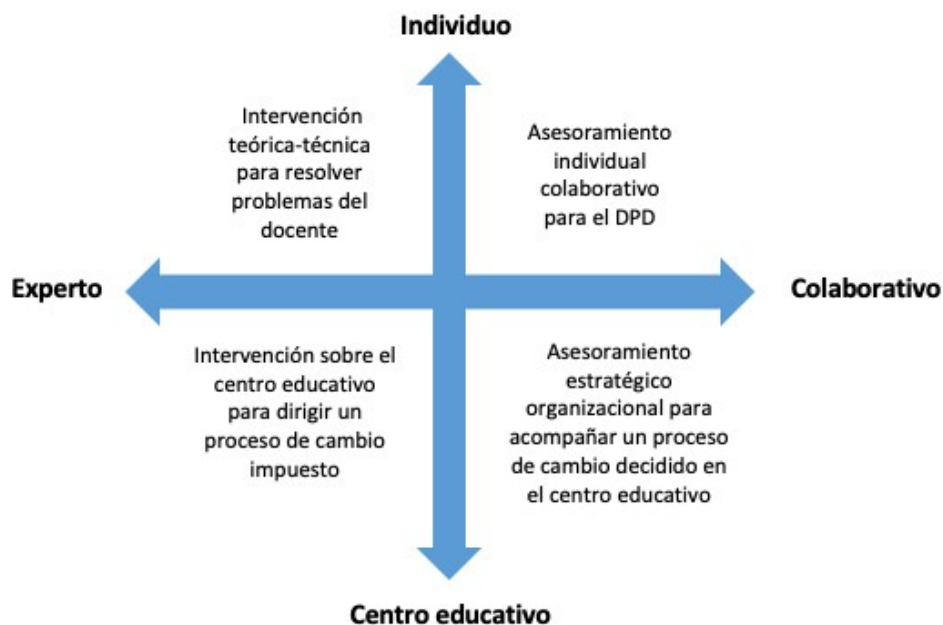 Individuo
Intervención
teórica-técnica
para resolver
problemas del
docente
Asesoramiento
individual
colaborativo
para el DPD
Experto
Colaborativo
Intervención sobre el
centro educativo
para dirigir un
proceso de cambio
impuesto
Asesoramiento
estratégico
organizacional para
acompañar un proceso
de cambio decidido en
el centro educativo
Centro educativo